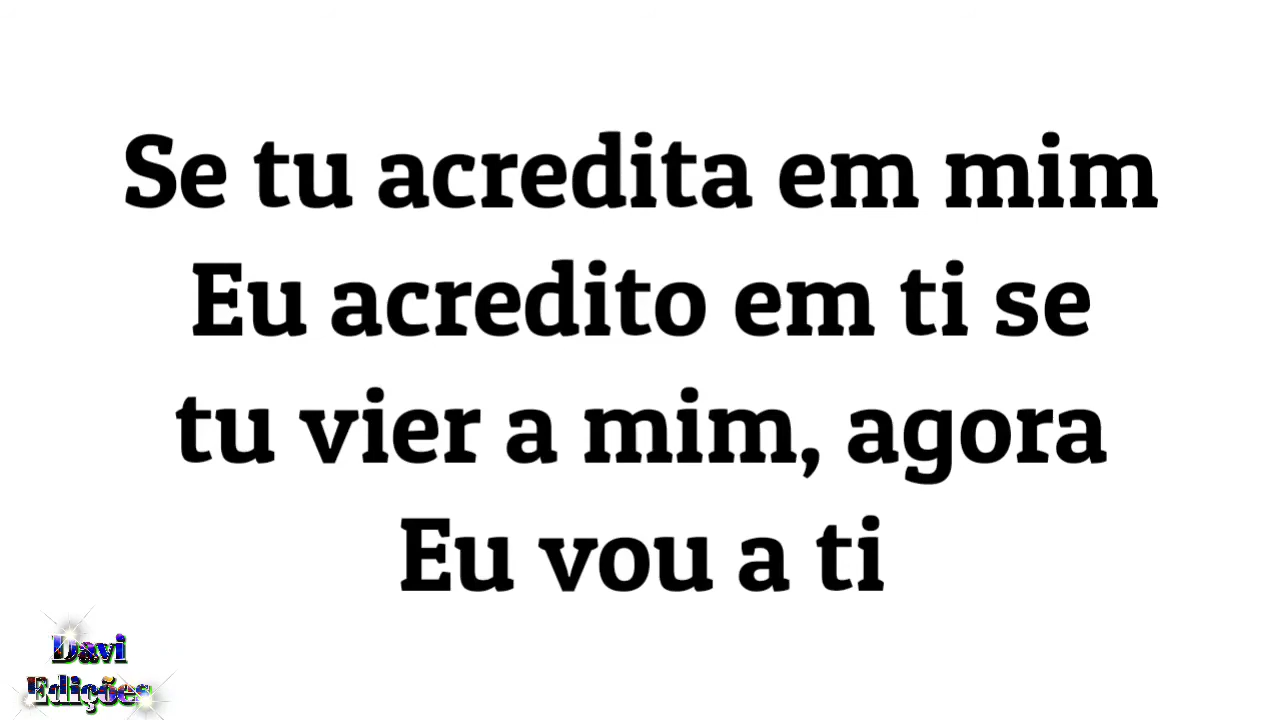 Se tu acredita em mim
Eu acredito em ti se
tu vier a mim, agora
Eu vou a ti
Davi
Edições